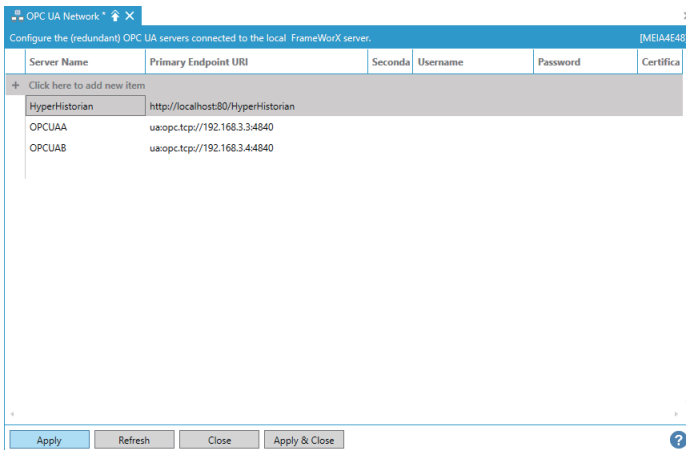 OPC UA Network *
Configure the (redundant) OPC UA servers connected to the local FrameWorX server. [MEIA4E48
Server Name Primary Endpoint URI Seconda Username Password Certifica
+ Click here to add new item
HyperHistorian http://localhost:80/HyperHistorian
OPCUAA ua:opc.tcp://192.168.3.3:4840
OPCUAB ua:opc.tcp://192.168.3.4:4840
Apply Refresh Close Apply & Close ?